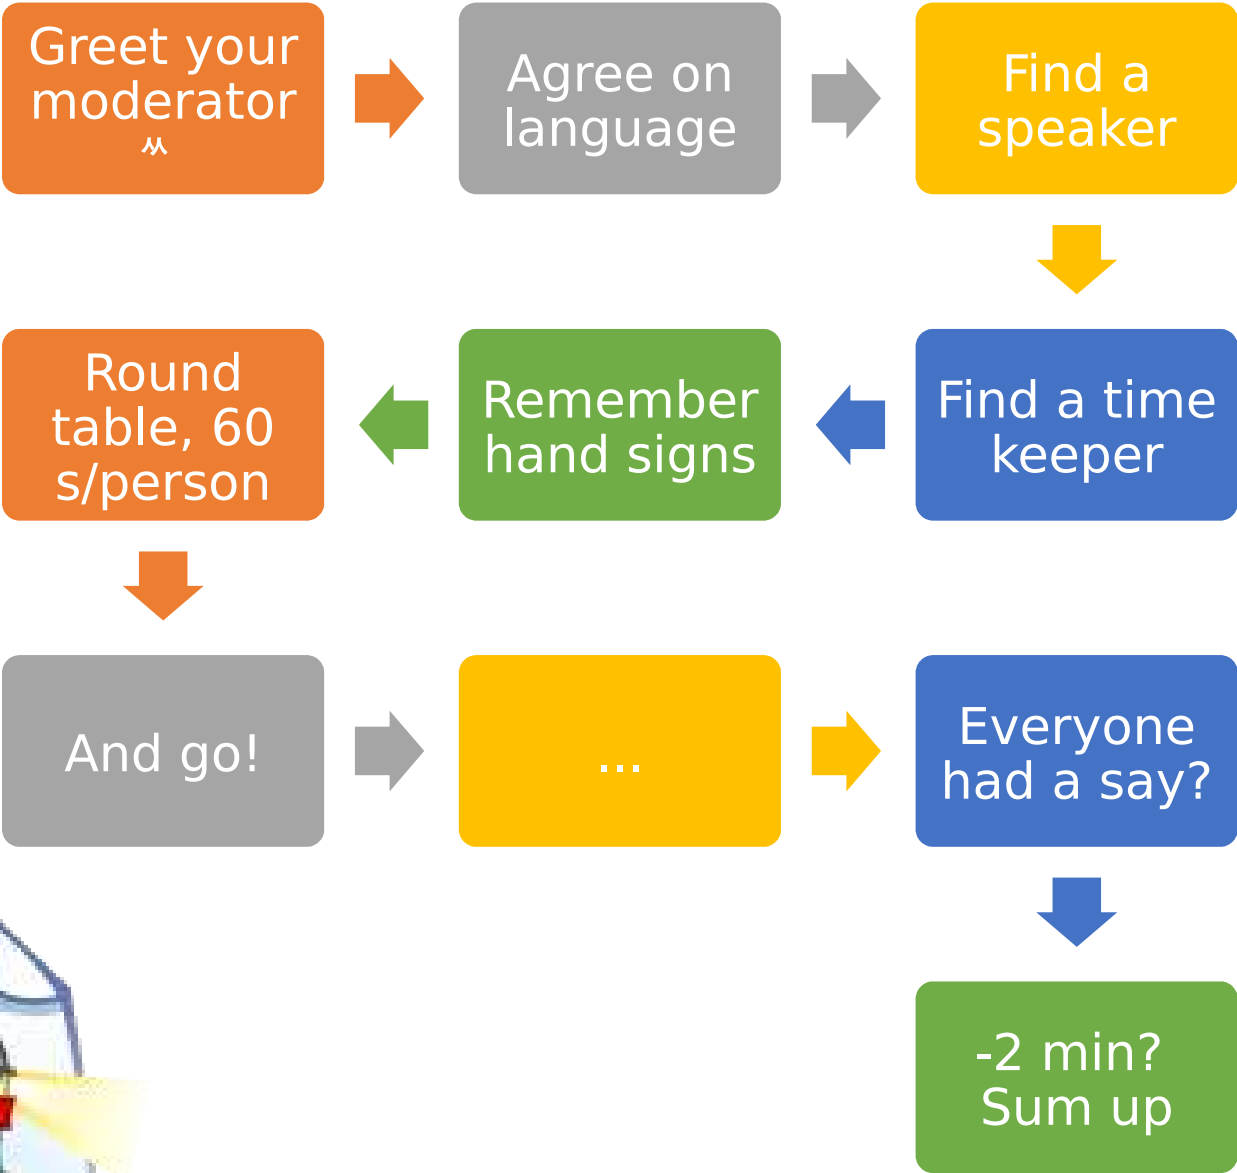 Greet your
moderator
Agree on
language
Find a
speaker
Find a time
keeper
Remember
hand signs
Round
table, 60
s/person
And go!
...
Everyone
had a say?
-2 min?
Sum up